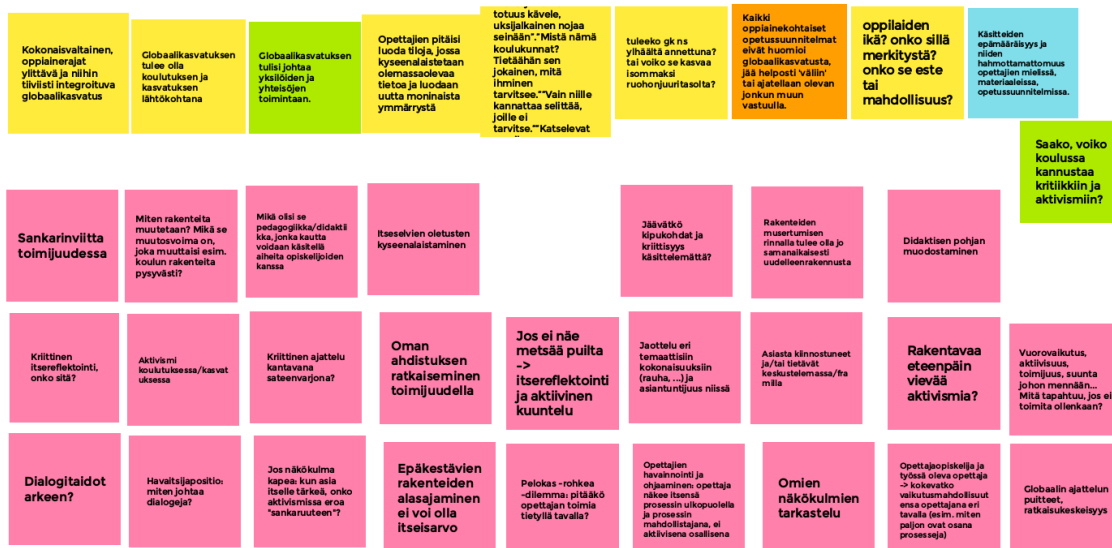 Kokonaisvaltainen,
oppiainerajat
ylittävä ja niihin
tiiviisti integroituva
globaalikasvatus
Globaalikasvatuksen
tulee olla
koulutuksen ja
kasvatuksen
lähtökohtana
Globaalikasvatuksen
tulisi johtaa
yksilöiden ja
yhteisöjen
toimintaan.
Opettajien pitäisi
luoda tiloja, jossa
kyseenalaistetaan
olemassaolevaa
tietoa ja luodaan
uutta moninaista
ymmärrystä
totuus kävele,
uksijalkainen nojaa
seinään"."Mistä nämä
koulukunnat?
Tietäähän sen
jokainen, mitä
ihminen
tarvitsee.""Vain niille
kannattaa selittää,
joille ei
tarvitse.""Katselevat
tuleeko gk ns
ylhäältä annettuna?
tai voiko se kasvaa
isommaksi
ruohonjuuritasolta?
Kaikki
oppiainekohtaiset
opetussuunnitelmat
eivät huomioi
globaalikasvatusta,
jää helposti 'väliin'
tai ajatellaan olevan
jonkun muun
vastuulla.
oppilaiden
ikä? onko sillä
merkitystä?
onko se este
tai
mahdollisuus?
Käsitteiden
epämääräisyys ja
niiden
hahmottamattomuus
opettajien mielissä,
materiaaleissa,
opetussuunnitelmissa.
Saako, voiko
koulussa
kannustaa
kritiikkiin ja
aktivismiin?
Sankarinviitta
toimijuudessa
Miten rakenteita
muutetaan? Mikä se
muutosvoima on,
joka muuttaisi esim.
koulun rakenteita
pysyvästi?
Mikä olisi se
pedagogiikka/didakti
ikka, jonka kautta
voidaan käsitellä
aiheita opiskelijoiden
kanssa
Itseselvien oletusten
kyseenalaistaminen
Jäävätkö
kipukohdat ja
kriittisyys
käsittelemättä?
Rakenteiden
musertumisen
rinnalla tulee olla jo
samanaikaisesti
uudelleenrakennusta
Didaktisen pohjan
muodostaminen
Kriittinen
itsereflektointi,
onko sitä?
Aktivismi
koulutuksessa/kasvat
uksessa
Kriittinen ajattelu
kantavana
sateenvarjona?
Oman
ahdistuksen
ratkaiseminen
toimijuudella
Jos ei näe
metsää puilta
->
itsereflektointi
ja aktiivinen
kuuntelu
Jaottelu eri
temaattisiin
kokonaisuuksiin
(rauha, ...) ja
asiantuntijuus niissä
Asiasta kiinnostuneet
ja/tai tietävät
keskustelemassa/fra
milla
Rakentavaa
eteenpäin
vievää
aktivismia?
Vuorovaikutus,
aktiivisuus,
toimijuus, suunta
johon mennään...
Mitä tapahtuu, jos ei
toimita ollenkaan?
Dialogitaidot
arkeen?
Havaitsijapositio:
miten johtaa
dialogeja?
Jos näkökulma
kapea: kun asia
itselle tärkeä, onko
aktivismissa eroa
"sankaruuteen"?
Epäkestävien
rakenteiden
alasajaminen
ei voi olla
itseisarvo
Pelokas -rohkea
-dilemma: pitääkö
opettajan toimia
tietyllä tavalla?
Opettajien
havainnointi ja
ohjaaminen: opettaja
näkee itsensä
prosessin ulkopuolella
ja prosessin
mahdollistajana, ei
aktiivisena osallisena
Omien
näkökulmien
tarkastelu
Opettajaopiskelija ja
työssä oleva opettaja
-> kokevatko
vaikutusmahdollisuut
ensa opettajana eri
tavalla (esim. miten
paljon ovat osana
prosesseja)
Globaalin ajattelun
puitteet,
ratkaisukeskeisyys